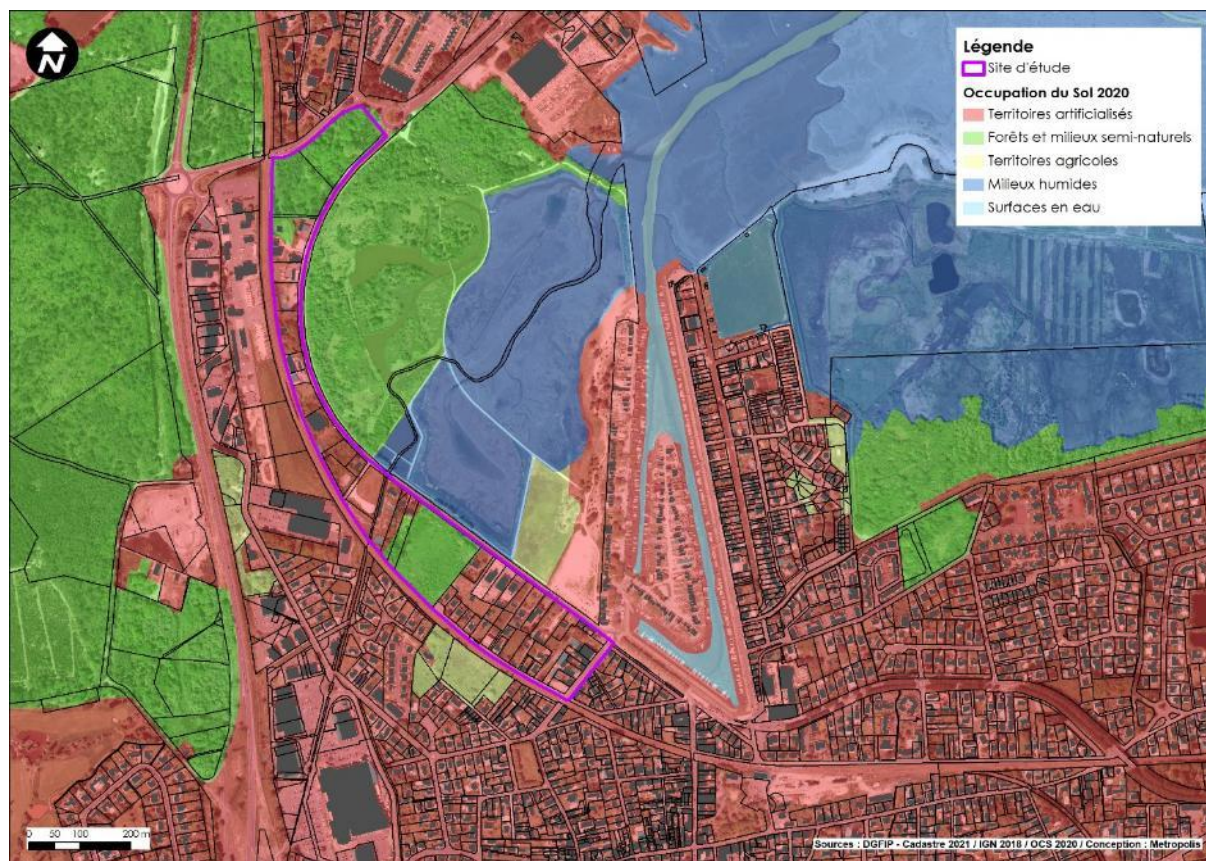 N
Légende
Site d'étude
Occupation du Sol 2020
Territoires artificialisés
Forêts et milieux semi-naturels
Territoires agricoles
Milieux humides
Surfaces en eau
0 50 100 200 m
Sources : DGFIP - Cadastre 2021 / IGN 2018 / OCS 2020 / Conception : Metropolis